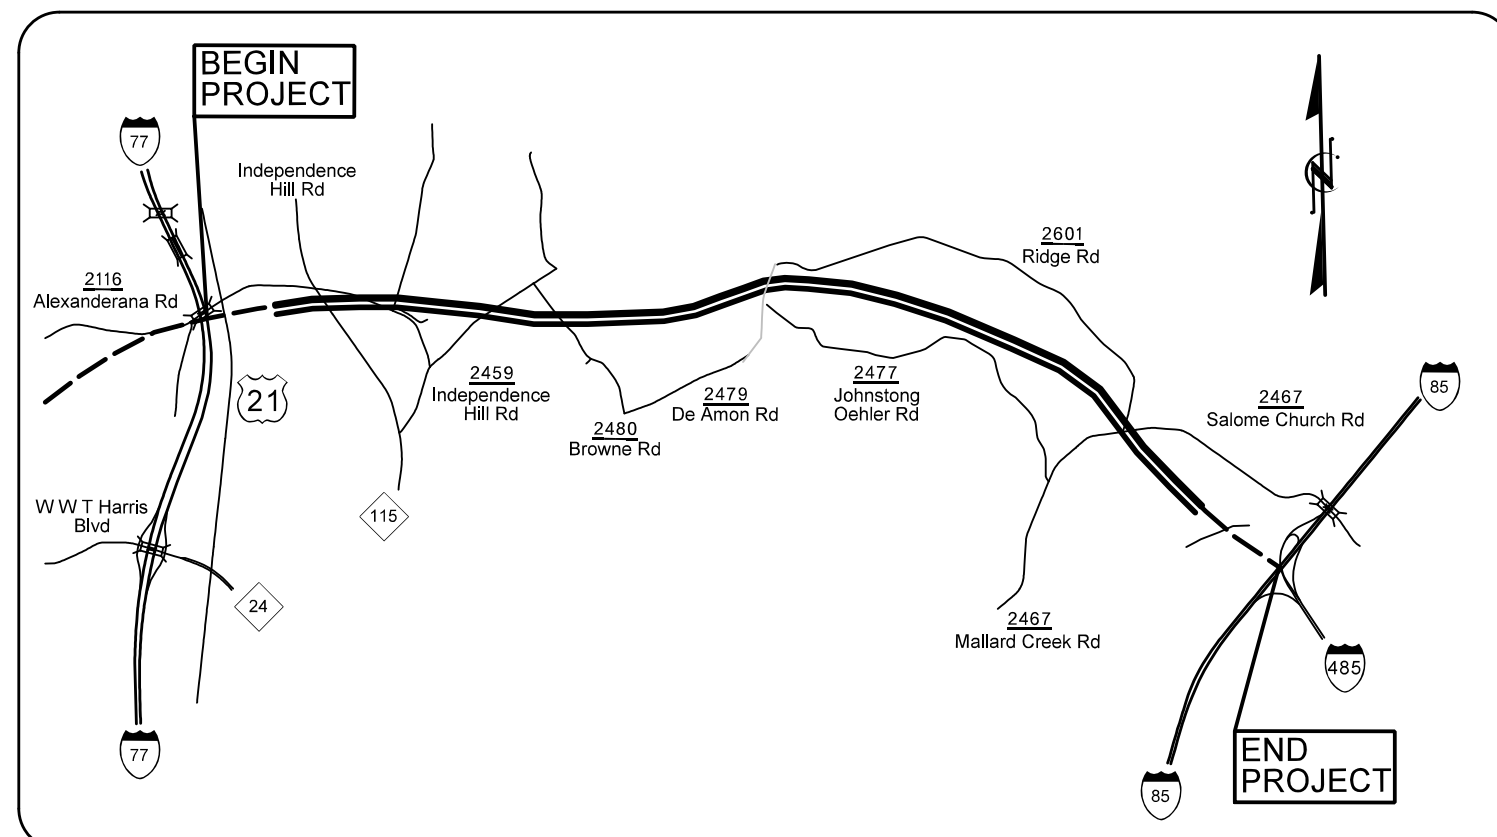 BEGIN
PROJECT
77
Independence
Hill Rd
2601
Ridge Rd
2116
Alexanderana Rd
21
2459
Independence
Hill Rd
2480
Browne Rd
2479
De Amon Rd
2477
Johnstong
Oehler Rd
2467
Salome Church Rd
85
W W T Harris
Blvd
115
24
2467
Mallard Creek Rd
485
77
85
END
PROJECT
N